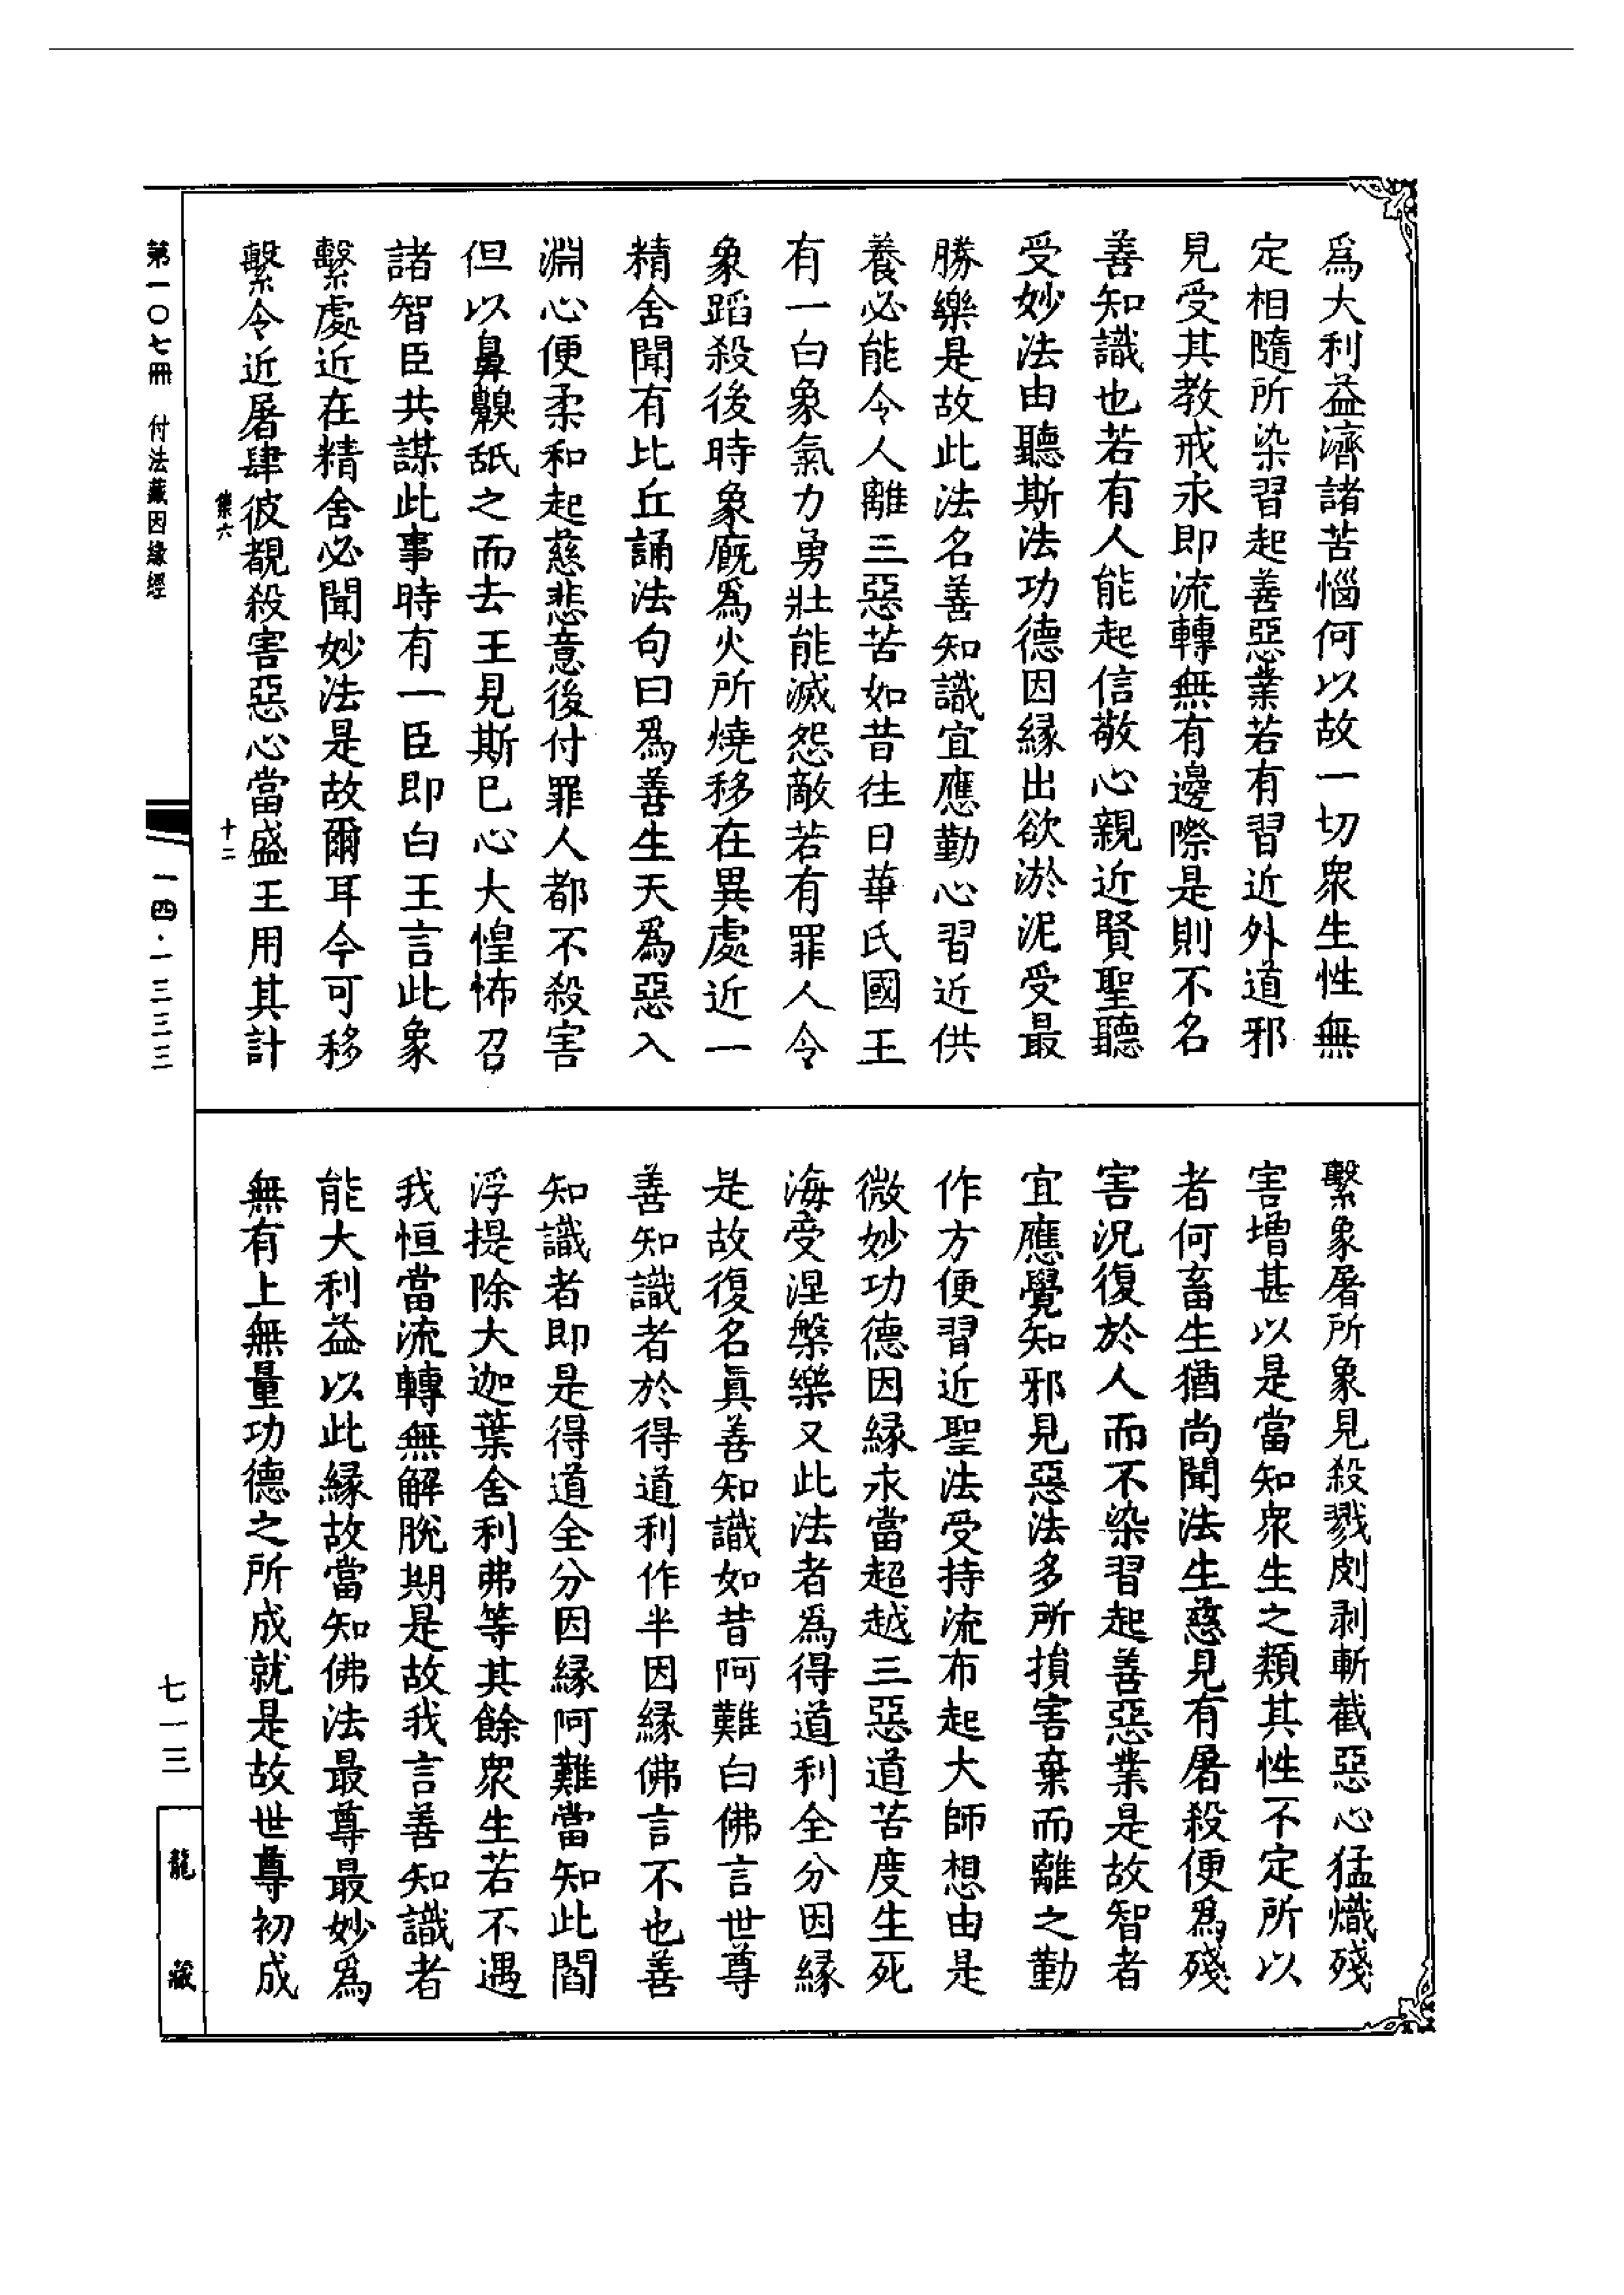 爲大利益濟諸苦惱何以故一切衆生性無
定相隨所染習起善惡業若有習近外道邪
見受其教戒永即流轉無有邊際是則不名
善知識也若有人能起信敬心親近賢聖聽
受妙法由聽斯法功德因縁出欲淤泥受最
勝樂是故此法名善知識宜應勤心習近供
養必能令人離三惡苦如昔往日華氏國王
有一白象氣力勇壯能滅怨敵若有罪人令
象蹈殺後時象廐爲火所燒移在異處近一
精舍聞有比丘誦法句曰爲善生天爲惡入
淵心便柔和起慈悲意後付罪人都不殺害
但以鼻齅舐之而去王見斯已心大惶怖召
諸智臣共謀此事時有一臣即白王言此象
繫處近在精舍必聞妙法是故爾耳今可移
繫令近屠肆彼覩殺害惡心當盛王用其計
集六
十二
繫象屠所象見殺戮剝斬截惡心猛熾殘
害増甚以是當知衆生之類其性不定所以
者何畜生猶尚聞法生慈見有屠殺便爲殘
害況復於人而不染習起善惡業是故智者
宜應覺知邪見惡法多所損害棄而離之勤
作方便習近聖法受持流布起大師想由是
微妙功德因縁永當超越三惡道苦度生死
海受涅槃樂又此法者爲得道利全分因縁
是故復名眞善知識如昔阿難白佛言世尊
善知識者於得道利作半因縁佛言不也善
知識者即是得道全分因縁阿難當知此閻
浮提除大迦葉舍利弗等其餘衆生若不遇
我恒當流轉無解脫期是故我言善知識者
能大利益以此縁故當知佛法最尊最妙爲
無有上無量功德之所成就是故世尊初成
第一〇七冊　付法藏因緣經
一四·一三三三
七一三
龍藏